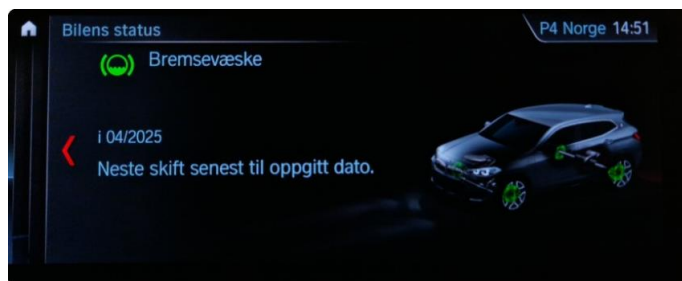 Bilens status
P4 Norge 14:51
Bremsevæske
i 04/2025
Neste skift senest til oppgitt dato.